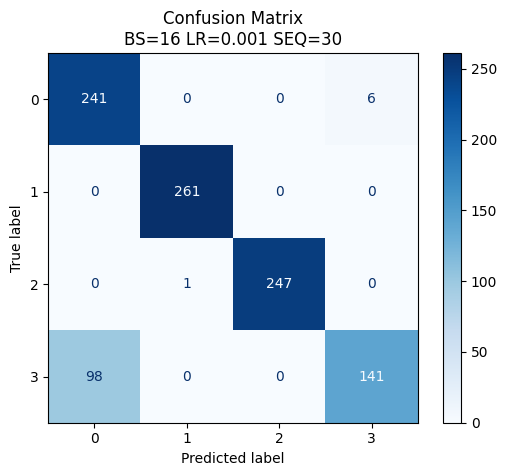 Confusion Matrix
BS=16 LR=0.001 SEQ=30
0 241 0 0 6
1 0 261 0 0
2 0 1 247 0
3 98 0 0 141
0 1 2 3
Predicted label
True label
250
200
150
100
50
0